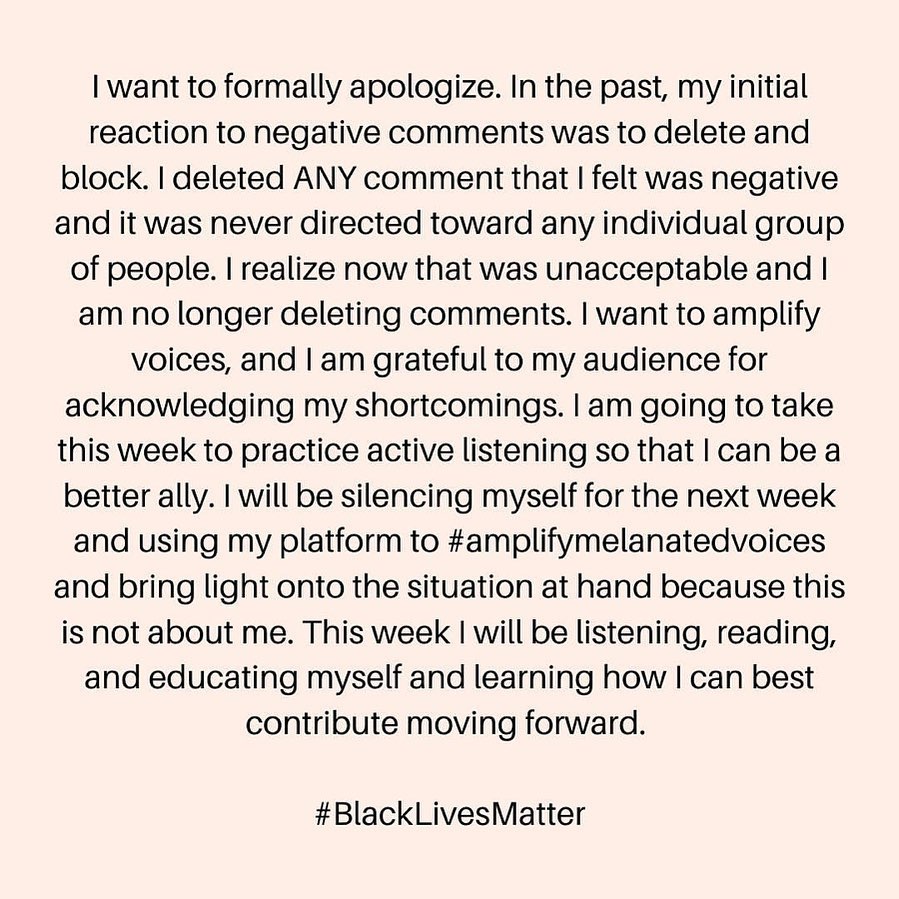 I want to formally apologize. In the past, my initial
reaction to negative comments was to delete and
block. I deleted ANY comment that I felt was negative
and it was never directed toward any individual group
of people. I realize now that was unacceptable and I
am no longer deleting comments. I want to amplify
voices, and I am grateful to my audience for
acknowledging my shortcomings. I am going to take
this week to practice active listening so that I can be a
better ally. I will be silencing myself for the next week
and using my platform to #amplifymelanatedvoices
and bring light onto the situation at hand because this
is not about me. This week I will be listening, reading,
and educating myself and learning how I can best
contribute moving forward.
#BlackLivesMatter